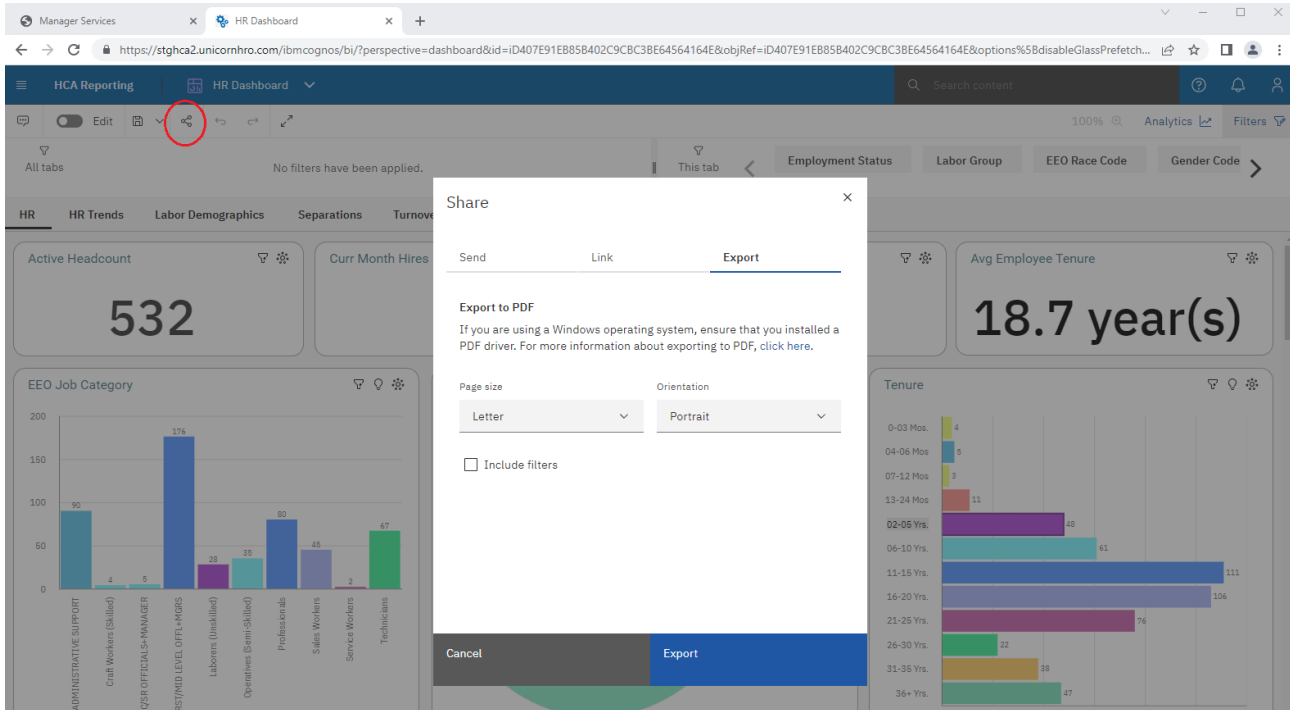 Manager Services
HR Dashboard
https://stghca2.unicornhro.com/ibmcognos/bi/?perspective=dashboard&id=iD407E91EB85B402C9CBC3BE64564164E&objRef=iD407E91EB85B402C9CBC3BE64564164E&options%5BdisableGlassPrefetch...
HCA Reporting
HR Dashboard
Search content
Edit
100%
Analytics
Filters
All tabs
No filters have been applied.
This tab
Employment Status
Labor Group
EEO Race Code
Gender Code
HR
HR Trends
Labor Demographics
Separations
Turnove
Active Headcount
532
Curr Month Hires
Avg Employee Tenure
18.7 year(s)
Share
Send
Link
Export
Export to PDF
If you are using a Windows operating system, ensure that you installed a
PDF driver. For more information about exporting to PDF, click here.
Page size
Orientation
Letter
Portrait
Include filters
Cancel
Export
EEO Job Category
200
150
100
50
0
90
4
5
176
28
35
80
45
2
67
ADMINISTRATIVE SUPPORT
Craft Workers (Skilled)
C/SR OFFICIALS+MANAGER
RST/MID LEVEL OFFL+MGRS
Laborers (Unskilled)
Operatives (Semi-Skilled)
Professionals
Sales Workers
Service Workers
Technicians
Tenure
0-03 Mos. 4
04-06 Mos 5
07-12 Mos 3
13-24 Mos 11
02-05 Yrs. 48
06-10 Yrs. 61
11-15 Yrs. 111
16-20 Yrs. 106
21-25 Yrs. 76
26-30 Yrs. 22
31-35 Yrs. 38
36+ Yrs. 47